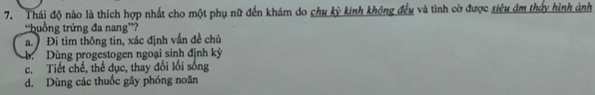 7. Thái độ nào là thích hợp nhất cho một phụ nữ đến khám do chu kỳ kinh không đều và tình cờ được siêu âm thấy hình ảnh
“buồng trứng đa nang”?
a. Đi tìm thông tin, xác định vấn đề chủ
b. Dùng progestogen ngoại sinh định kỳ
c. Tiết chế, thể dục, thay đổi lối sống
d. Dùng các thuốc gây phóng noãn